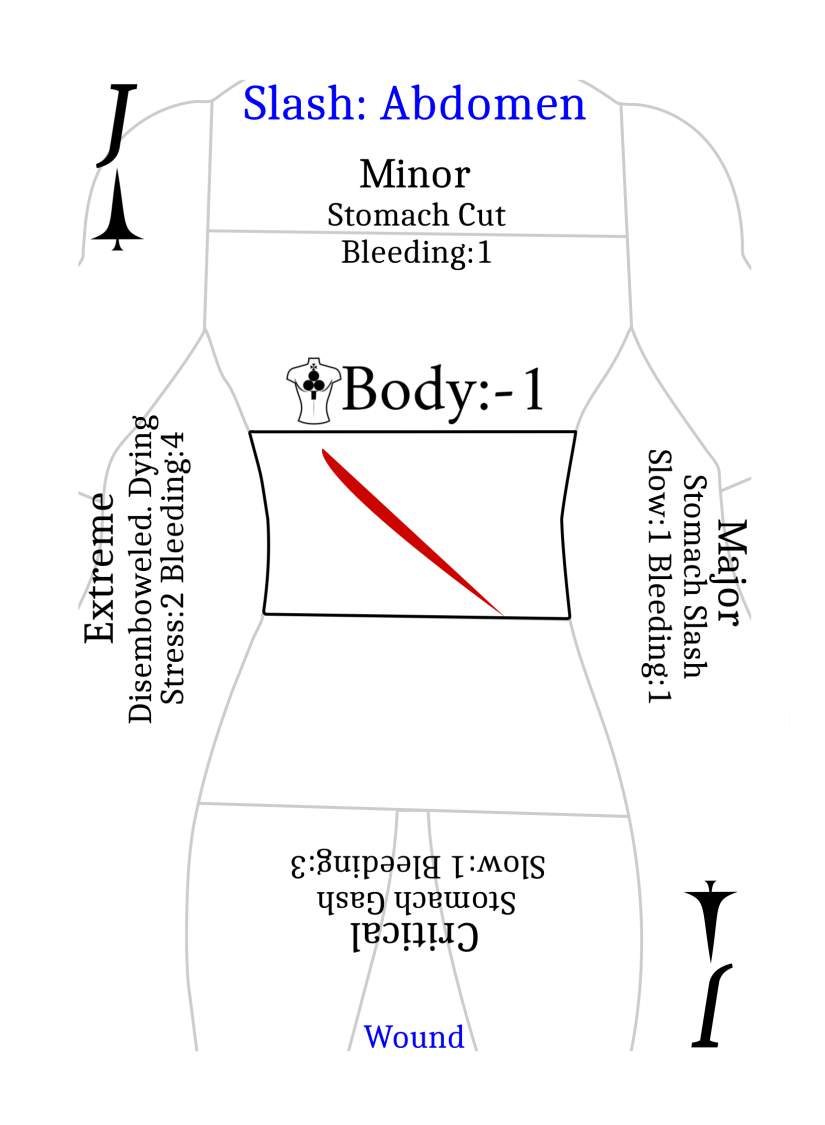 J
Slash: Abdomen
Minor
Stomach Cut
Bleeding:1
Body:-1
Extreme
Disemboweled. Dying
Stress:2 Bleeding:4
Major
Stomach Slash
Slow:1 Bleeding:1
Critical
Stomach Gash
Slow:1 Bleeding:3
Wound
J